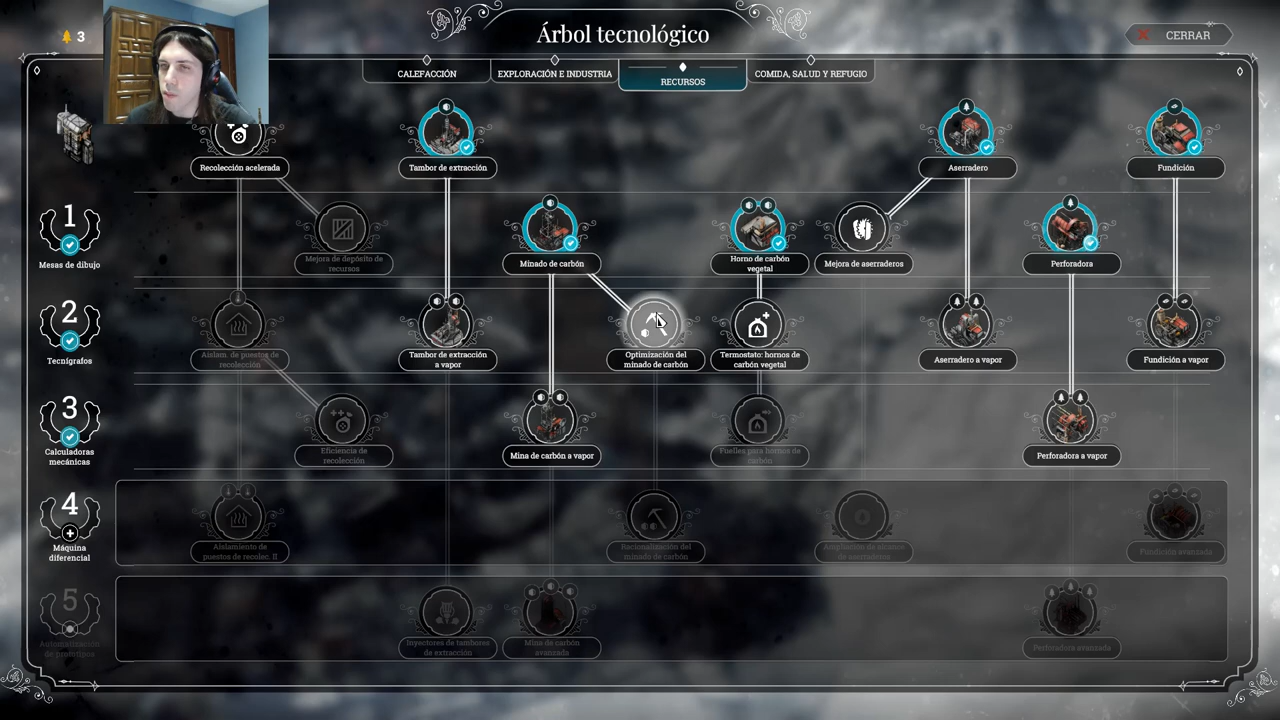 3
Árbol tecnológico
CERRAR
CALEFACCIÓN
EXPLORACIÓN E INDUSTRIA
RECURSOS
COMIDA, SALUD Y REFUGIO
Recolección acelerada
Tambor de extracción
Aserradero
Fundición
1
Mesas de dibujo
Mejora de depósito de
recursos
Minado de carbón
Horno de carbón
vegetal
Mejora de aserraderos
Perforadora
2
Tecnígrafos
Aislam. de puestos de
recolección
Tambor de extracción
a vapor
Optimización del
minado de carbón
Termostato: hornos de
carbón vegetal
Aserradero a vapor
Fundición a vapor
3
Calculadoras
mecánicas
Eficiencia de
recolección
Mina de carbón a vapor
Fuelles para hornos de
carbón
Perforadora a vapor
4
Máquina
diferencial
Aislamiento de
puestos de recolec. II
Racionalización del
minado de carbón
Ampliación de alcance
de aserraderos
Fundición avanzada
5
Automatización de
prototipos
Inyectores de tambores
de extracción
Mina de carbón
avanzada
Perforadora avanzada